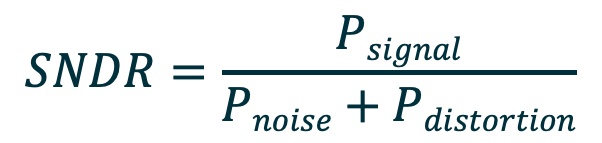 SNDR = P_signal / (P_noise + P_distortion)